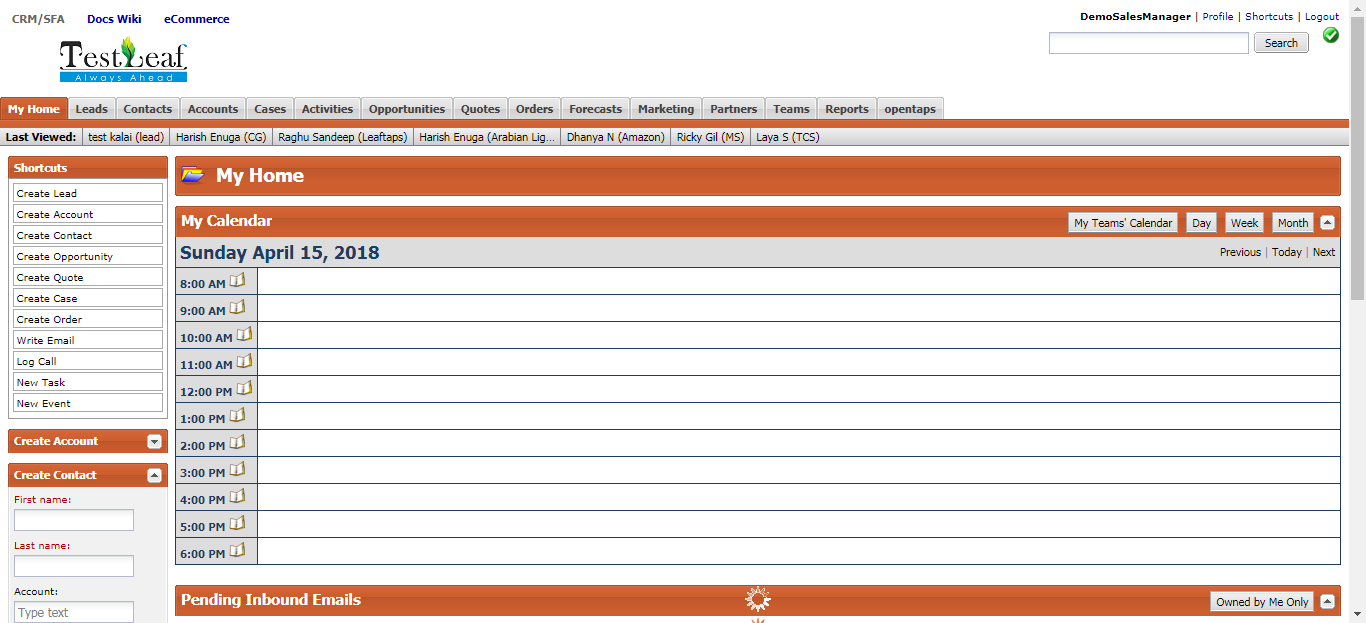 CRM/SFA Docs Wiki eCommerce
DemoSalesManager | Profile | Shortcuts | Logout
Search
TestLeaf
Always Ahead
My Home Leads Contacts Accounts Cases Activities Opportunities Quotes Orders Forecasts Marketing Partners Teams Reports opentaps
Last Viewed: test kalai (lead) Harish Enuga (CG) Raghu Sandeep (Leaftaps) Harish Enuga (Arabian Lig... Dhanya N (Amazon) Ricky Gil (MS) Laya S (TCS)
Shortcuts
Create Lead
Create Account
Create Contact
Create Opportunity
Create Quote
Create Case
Create Order
Write Email
Log Call
New Task
New Event
Create Account
Create Contact
First name:
Last name:
Account:
Type text
My Home
My Calendar My Teams' Calendar Day Week Month
Sunday April 15, 2018 Previous | Today | Next
8:00 AM
9:00 AM
10:00 AM
11:00 AM
12:00 PM
1:00 PM
2:00 PM
3:00 PM
4:00 PM
5:00 PM
6:00 PM
Pending Inbound Emails Owned by Me Only